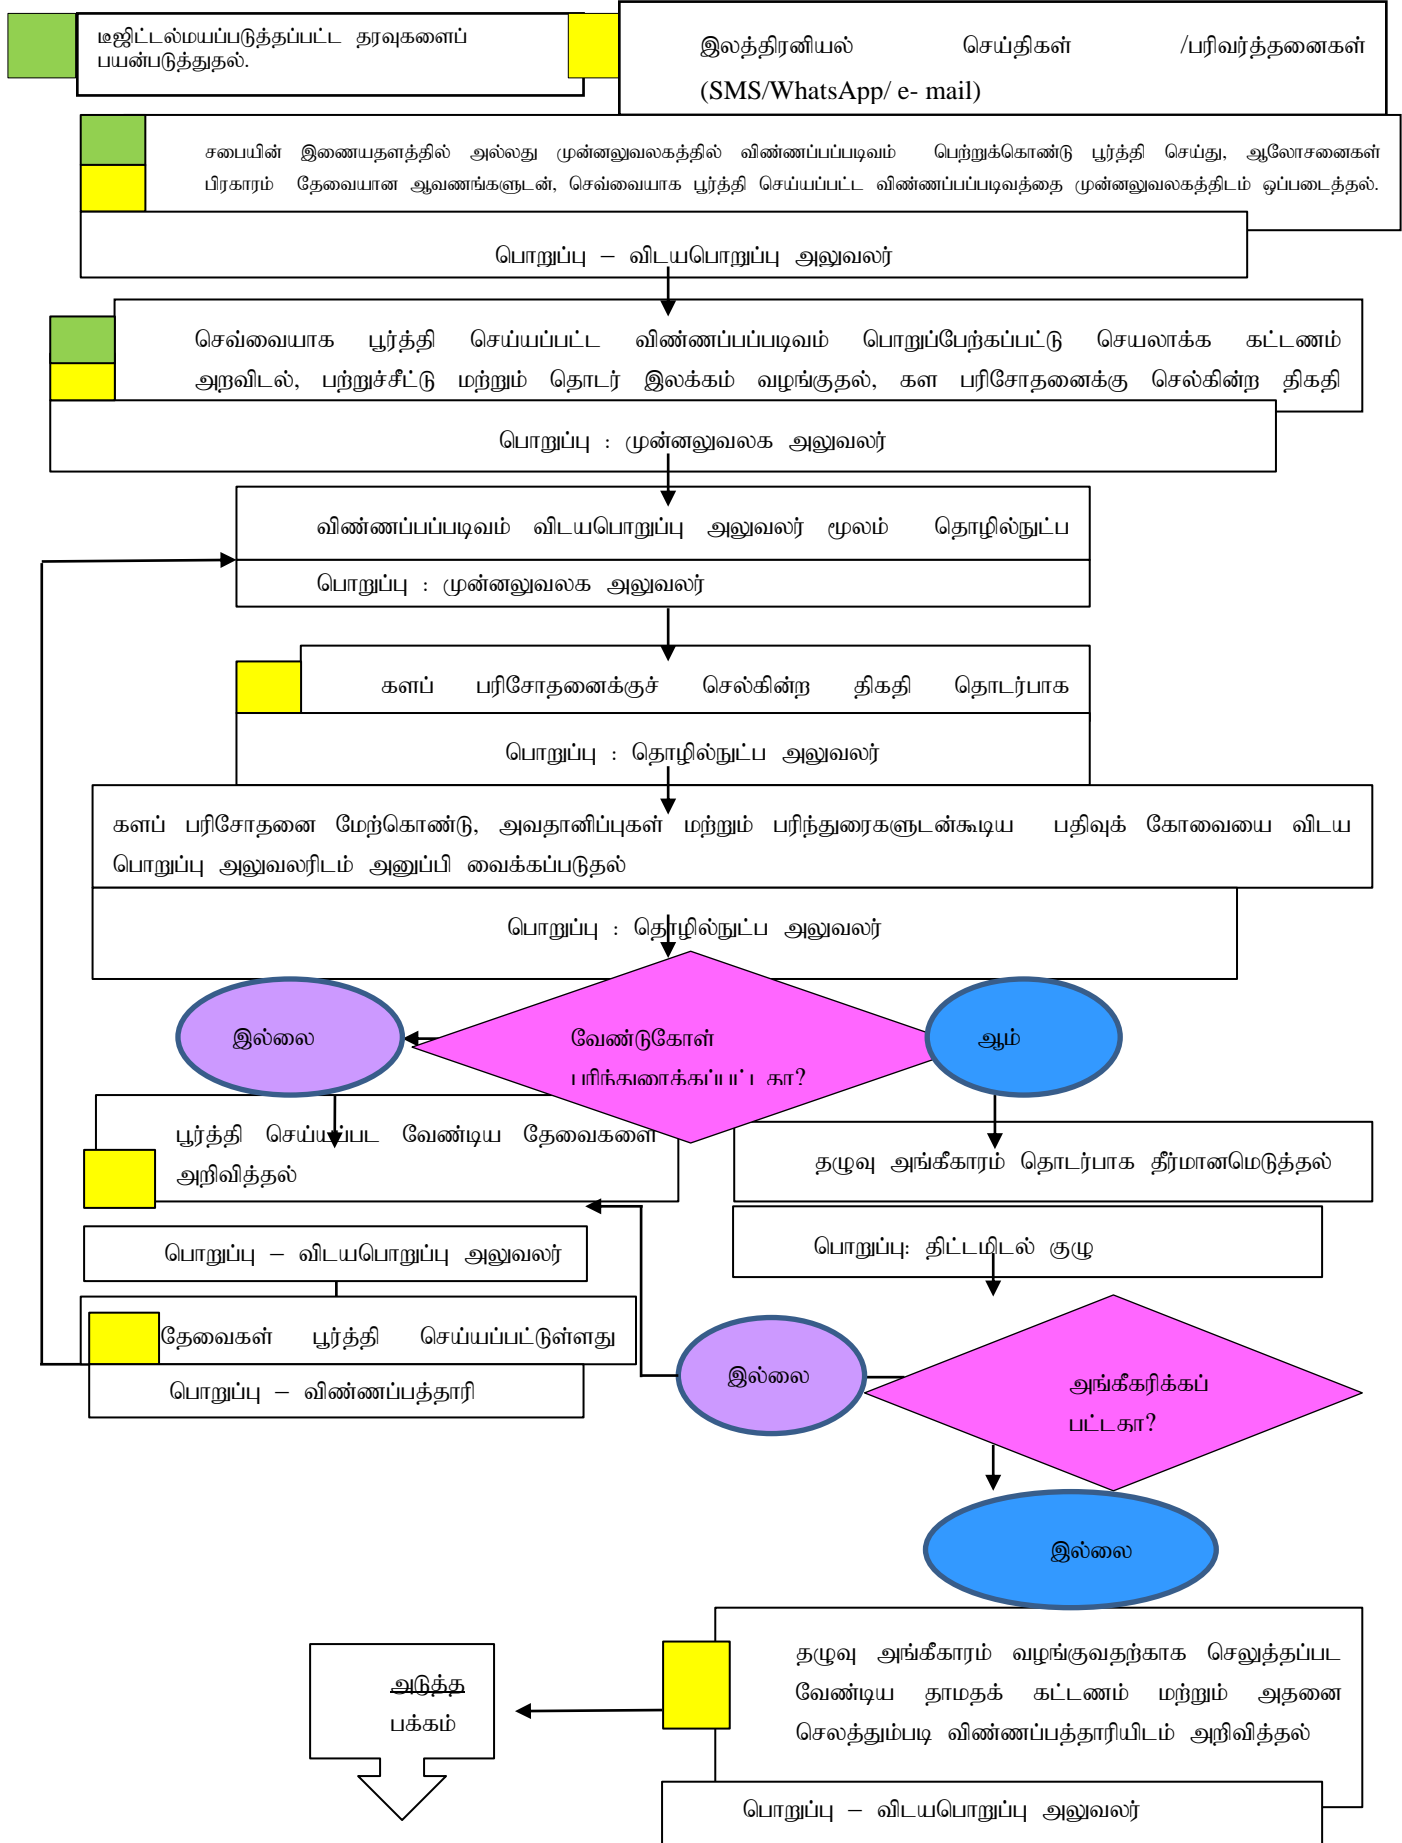 டிஜிட்டல்மயப்படுத்தப்பட்ட தரவுகளைப்
பயன்படுத்துதல்.
இலத்திரனியல் செய்திகள் /பரிவர்த்தனைகள்
(SMS/WhatsApp/ e- mail)
சபையின் இணையதளத்தில் அல்லது முன்னலுவலகத்தில் விண்ணப்பப்படிவம் பெற்றுக்கொண்டு பூர்த்தி செய்து, ஆலோசனைகள்
பிரகாரம் தேவையான ஆவணங்களுடன், செவ்வையாக பூர்த்தி செய்யப்பட்ட விண்ணப்பப்படிவத்தை முன்னலுவலகத்திடம் ஒப்படைத்தல்.
பொறுப்பு – விடயபொறுப்பு அலுவலர்
செவ்வையாக பூர்த்தி செய்யப்பட்ட விண்ணப்பப்படிவம் பொறுப்பேற்கப்பட்டு செயலாக்க கட்டணம்
அறவிடல், பற்றுச்சீட்டு மற்றும் தொடர் இலக்கம் வழங்குதல், கள பரிசோதனைக்கு செல்கின்ற திகதி
பொறுப்பு : முன்னலுவலக அலுவலர்
விண்ணப்பப்படிவம் விடயபொறுப்பு அலுவலர் மூலம் தொழில்நுட்ப
பொறுப்பு : முன்னலுவலக அலுவலர்
களப் பரிசோதனைக்குச் செல்கின்ற திகதி தொடர்பாக
பொறுப்பு : தொழில்நுட்ப அலுவலர்
களப் பரிசோதனை மேற்கொண்டு, அவதானிப்புகள் மற்றும் பரிந்துரைகளுடன்கூடிய பதிவுக் கோவையை விடய
பொறுப்பு அலுவலரிடம் அனுப்பி வைக்கப்படுதல்
பொறுப்பு : தொழில்நுட்ப அலுவலர்
இல்லை
வேண்டுகோள்
பரிந்துரைக்கப்பட்டதா?
ஆம்
பூர்த்தி செய்யப்பட வேண்டிய தேவைகளை
அறிவித்தல்
தழுவு அங்கீகாரம் தொடர்பாக தீர்மானமெடுத்தல்
பொறுப்பு – விடயபொறுப்பு அலுவலர்
பொறுப்பு: திட்டமிடல் குழு
தேவைகள் பூர்த்தி செய்யப்பட்டுள்ளது
பொறுப்பு – விண்ணப்பத்தாரி
இல்லை
அங்கீகரிக்கப்
பட்டதா?
இல்லை
தழுவு அங்கீகாரம் வழங்குவதற்காக செலுத்தப்பட
வேண்டிய தாமதக் கட்டணம் மற்றும் அதனை
செலத்தும்படி விண்ணப்பத்தாரியிடம் அறிவித்தல்
அடுத்த
பக்கம்
பொறுப்பு – விடயபொறுப்பு அலுவலர்